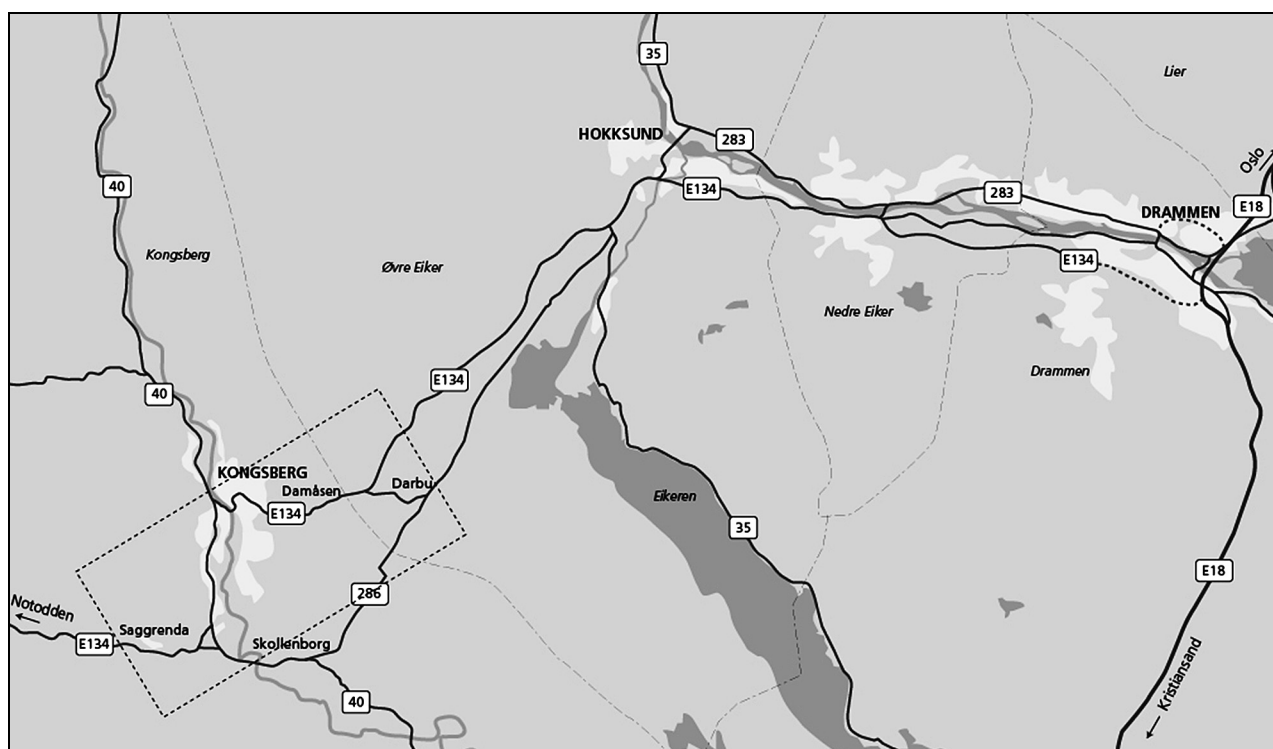 35
Lier
HOKKSUND
283
Oslo
40
E134
283
E18
DRAMMEN
Kongsberg
Øvre Eiker
E134
Nedre Eiker
Drammen
E134
40
KONGSBERG
Damåsen
Darbu
Eikeren
E134
35
E18
286
Notodden
Saggrenda
E134
Skollenborg
Kristiansand
40